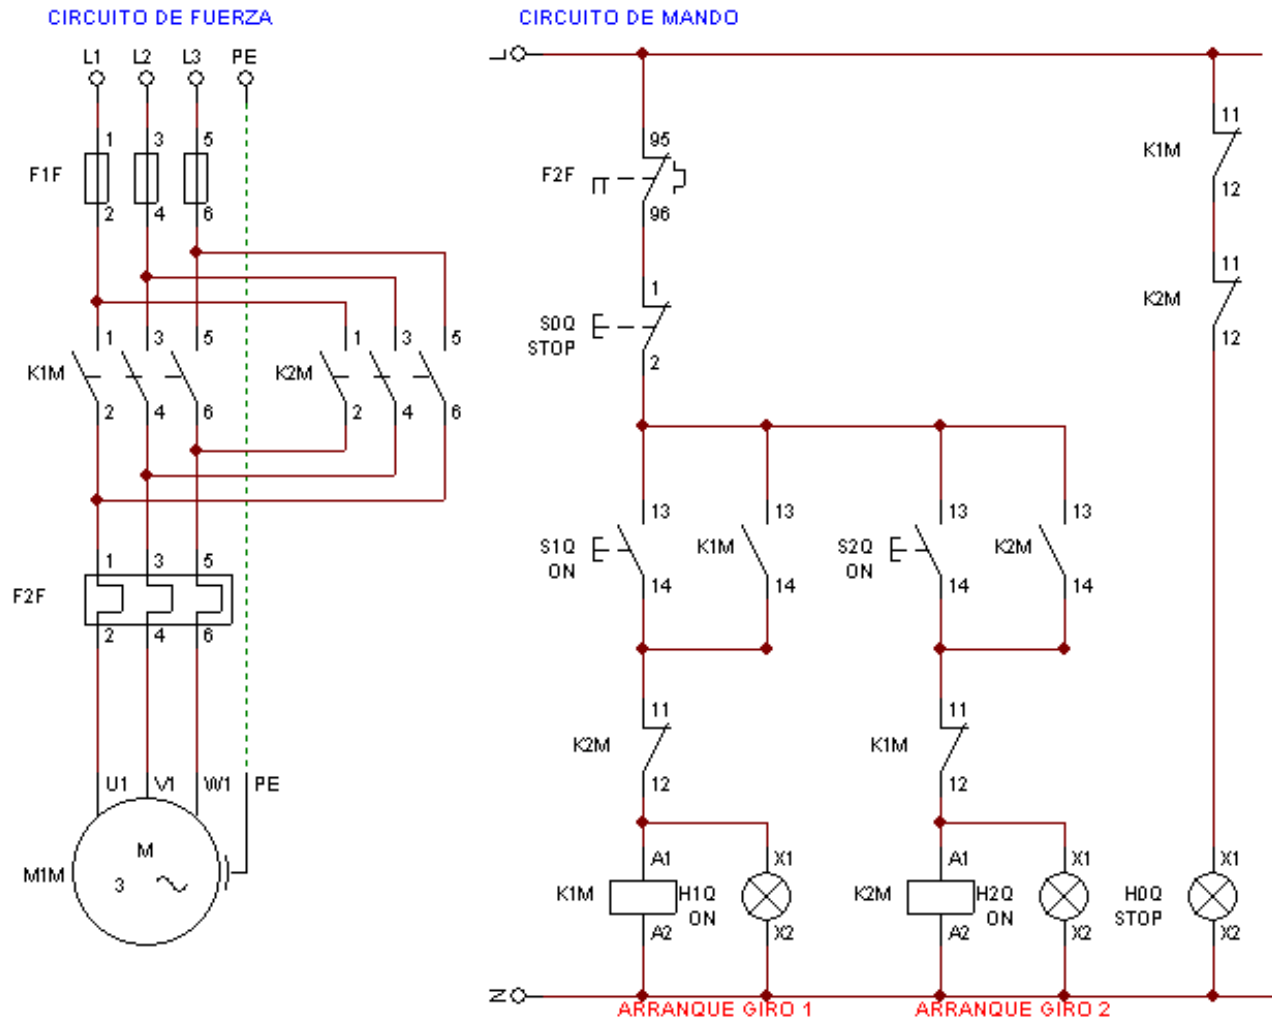 CIRCUITO DE FUERZA
L1 L2 L3 PE
1 3 5
F1F
2 4 6
1 3 5 1 3 5
K1M K2M
2 4 6 2 4 6
1 3 5
F2F
2 4 6
U1 V1 W1 PE
M
3
M1M
CIRCUITO DE MANDO
L
95
F2F
96
1
S0Q
STOP
2
11
K1M
12
11
K2M
12
13 13 13 13
S1Q K1M S2Q K2M
ON ON
14 14 14 14
11 11
K2M K1M
12 12
A1 X1 A1 X1 X1
K1M H1Q K2M H2Q H0Q
ON ON STOP
A2 X2 A2 X2 X2
N
ARRANQUE GIRO 1 ARRANQUE GIRO 2